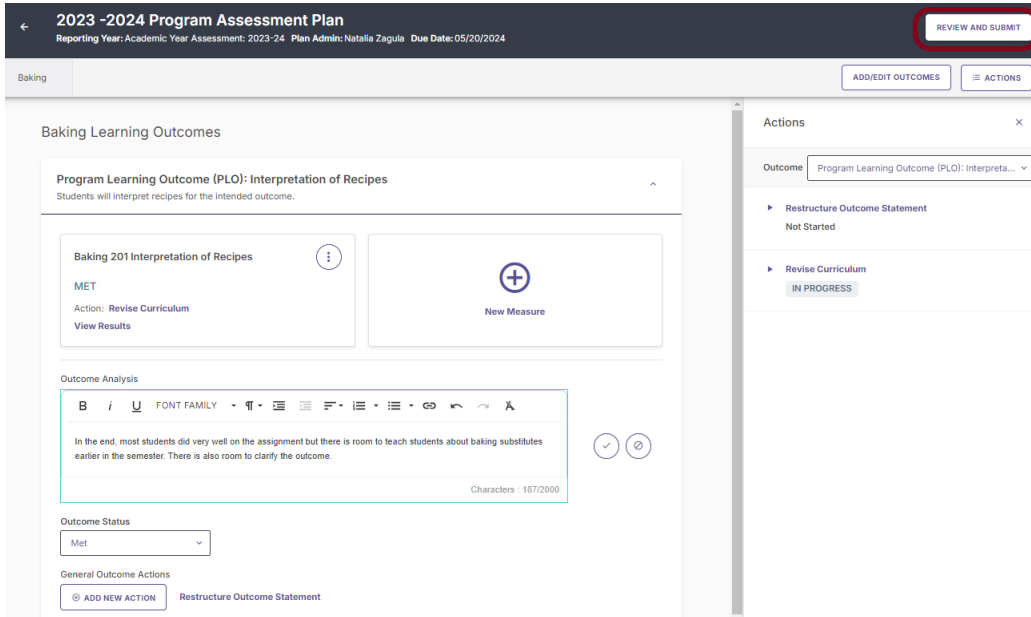 2023 -2024 Program Assessment Plan
Reporting Year: Academic Year Assessment: 2023-24 Plan Admin: Natalia Zagula Due Date: 05/20/2024
REVIEW AND SUBMIT
Baking
ADD/EDIT OUTCOMES
ACTIONS
Baking Learning Outcomes
Program Learning Outcome (PLO): Interpretation of Recipes
Students will interpret recipes for the intended outcome.
Baking 201 Interpretation of Recipes
MET
Action: Revise Curriculum
View Results
New Measure
Outcome Analysis
B i U FONT FAMILY
In the end, most students did very well on the assignment but there is room to teach students about baking substitutes
earlier in the semester. There is also room to clarify the outcome.
Characters : 187/2000
Outcome Status
Met
General Outcome Actions
ADD NEW ACTION Restructure Outcome Statement
Actions
Outcome Program Learning Outcome (PLO): Interpreta...
Restructure Outcome Statement
Not Started
Revise Curriculum
IN PROGRESS